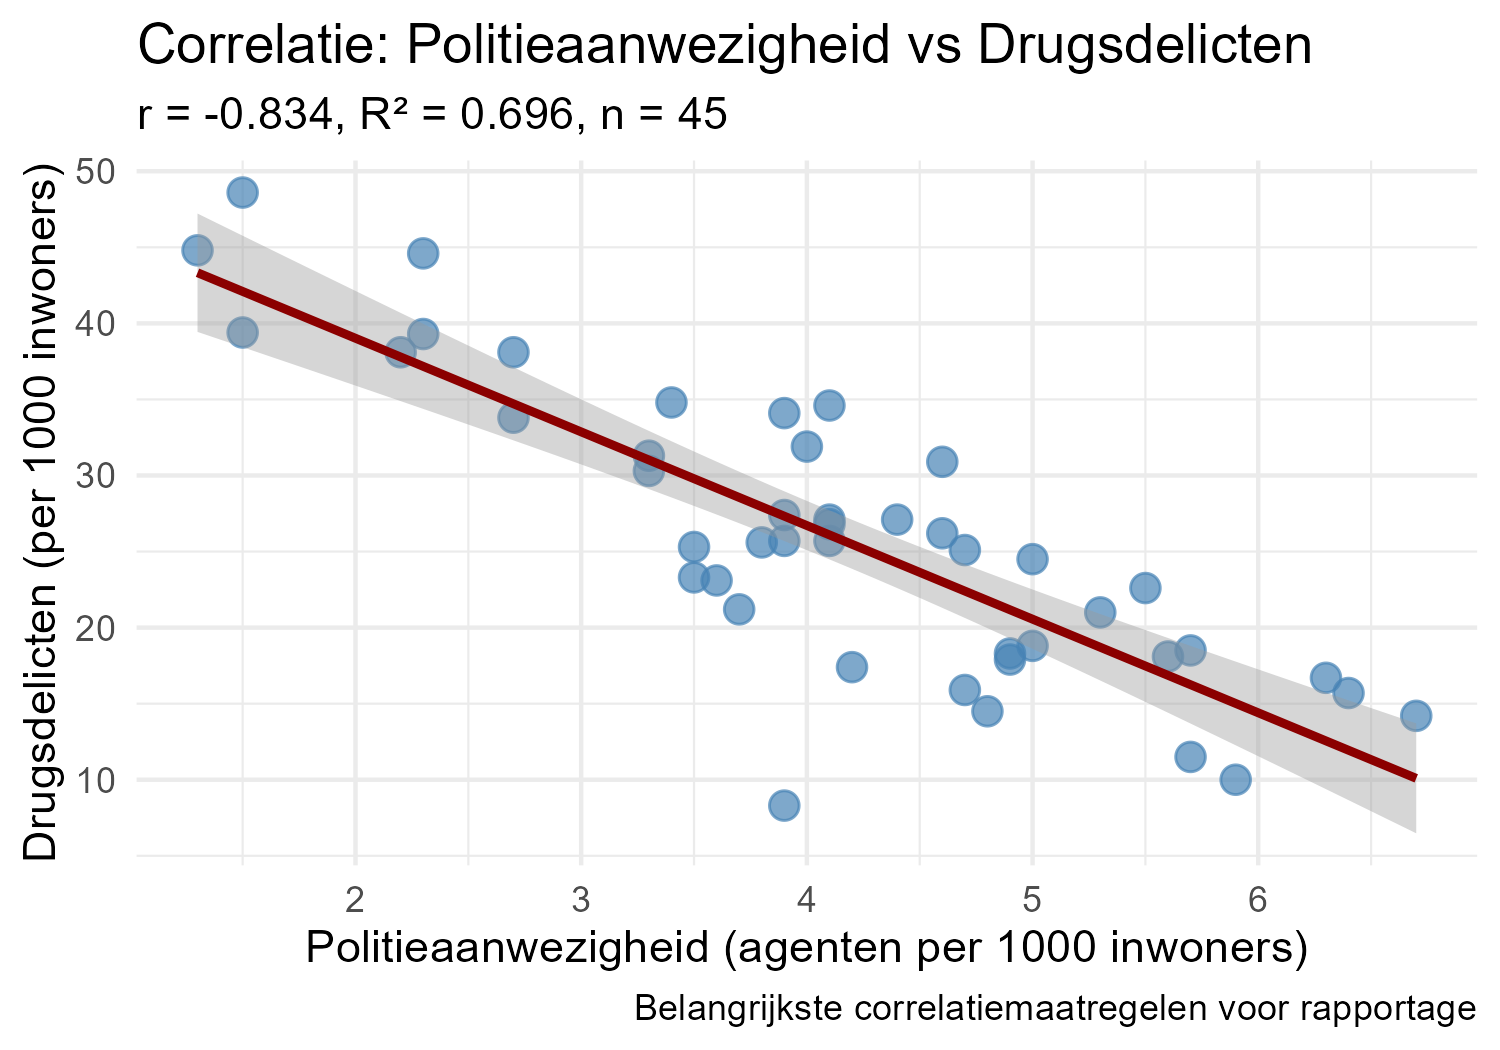 Correlatie: Politieaanwezigheid vs Drugsdelicten
r = -0.834, R² = 0.696, n = 45
Drugsdelicten (per 1000 inwoners)
50
40
30
20
10
2 3 4 5 6
Politieaanwezigheid (agenten per 1000 inwoners)
Belangrijkste correlatiemaatregelen voor rapportage